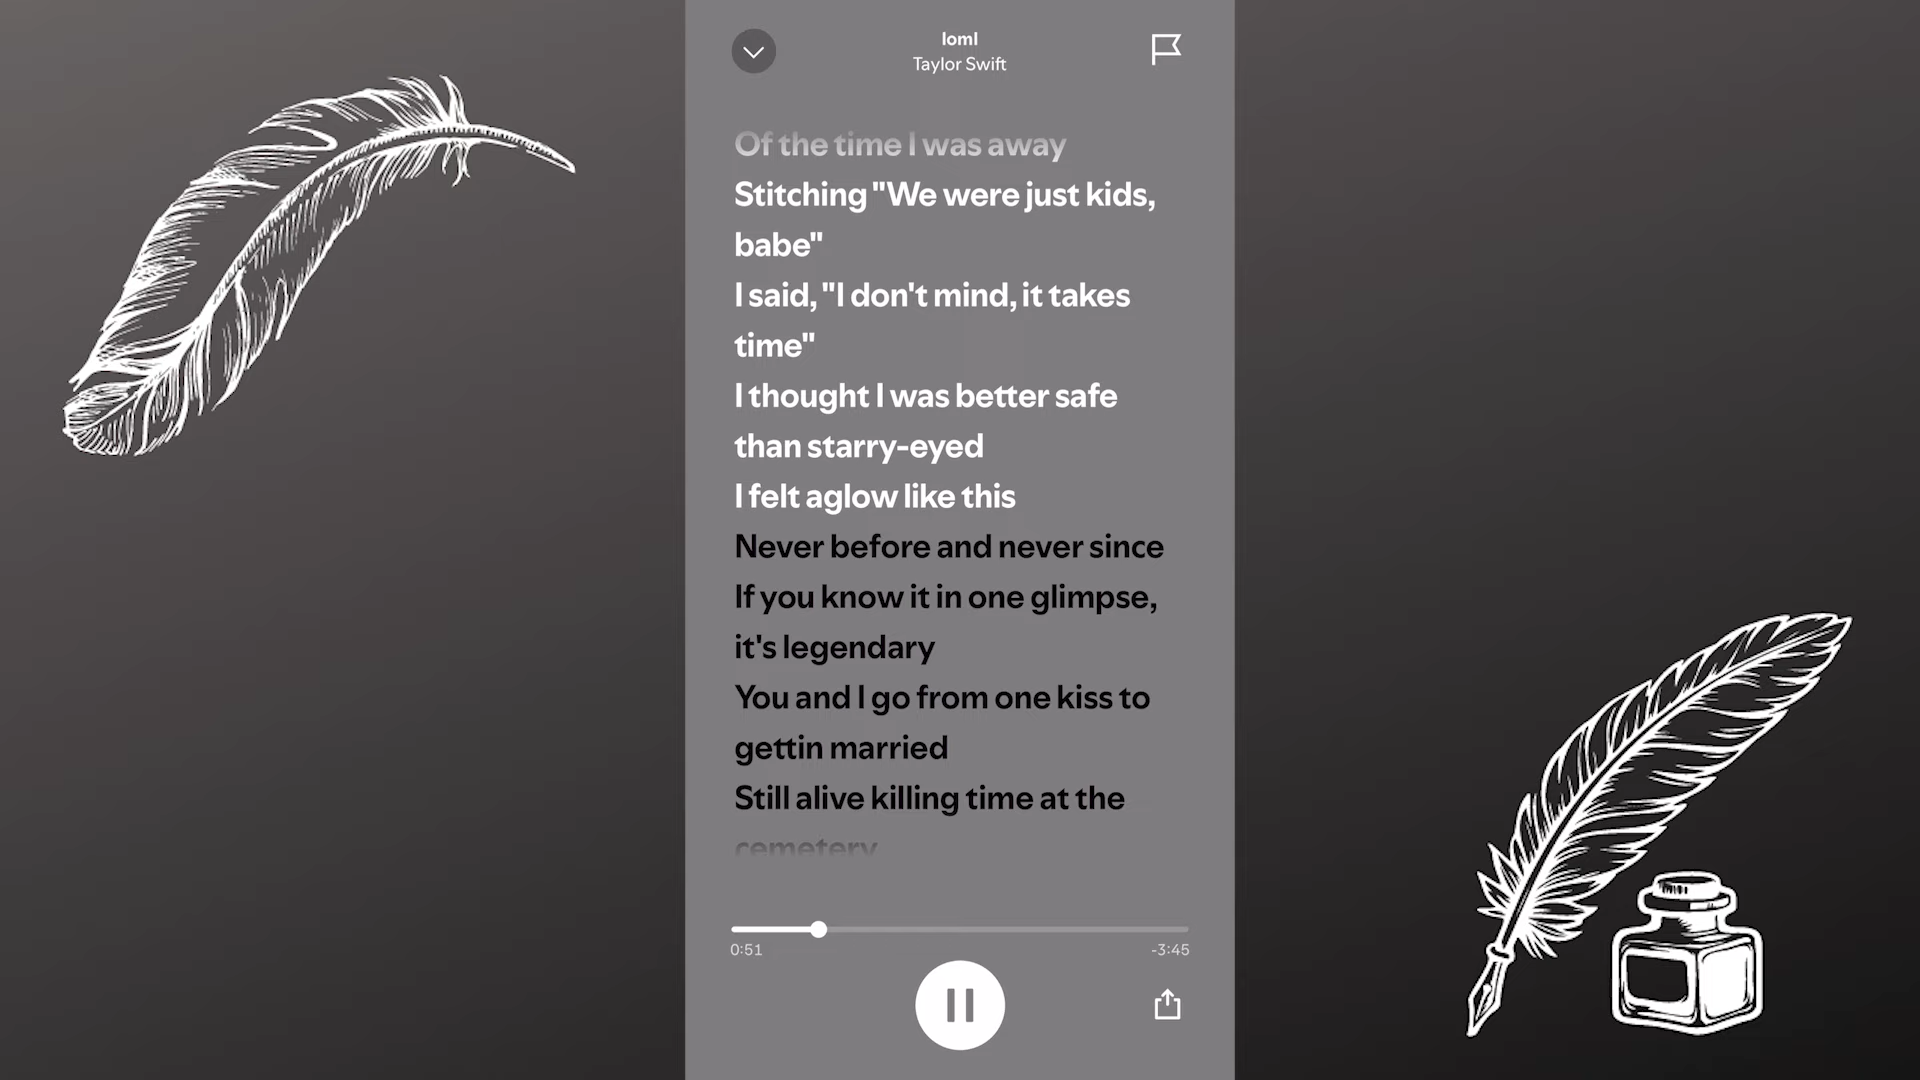 loml
Taylor Swift
Of the time I was away
Stitching "We were just kids,
babe"
I said, "I don't mind, it takes
time"
I thought I was better safe
than starry-eyed
I felt aglow like this
Never before and never since
If you know it in one glimpse,
it's legendary
You and I go from one kiss to
gettin married
Still alive killing time at the
cemetery
0:51
-3:45